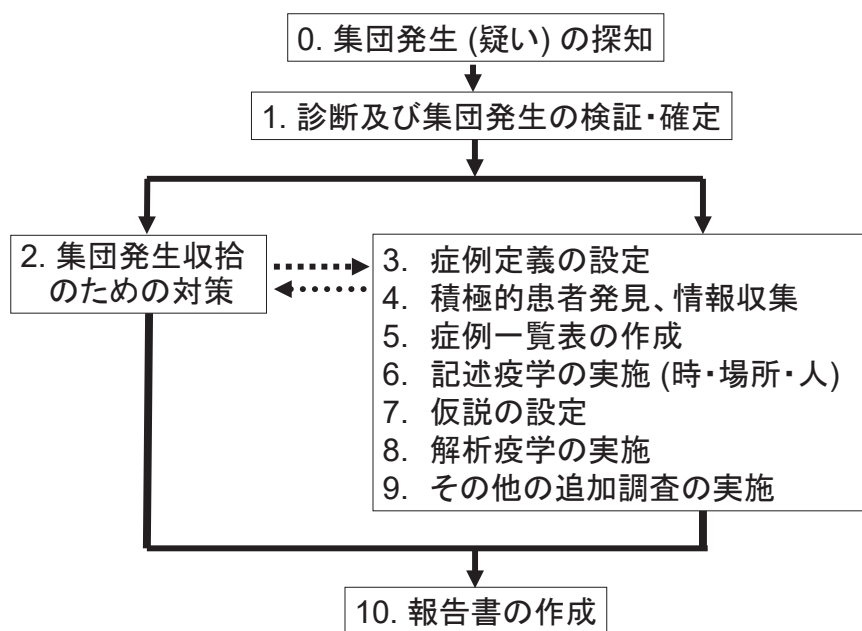 0. 集団発生 (疑い) の探知
1. 診断及び集団発生の検証・確定
2. 集団発生収拾
のための対策
3. 症例定義の設定
4. 積極的患者発見、情報収集
5. 症例一覧表の作成
6. 記述疫学の実施 (時・場所・人)
7. 仮説の設定
8. 解析疫学の実施
9. その他の追加調査の実施
10. 報告書の作成